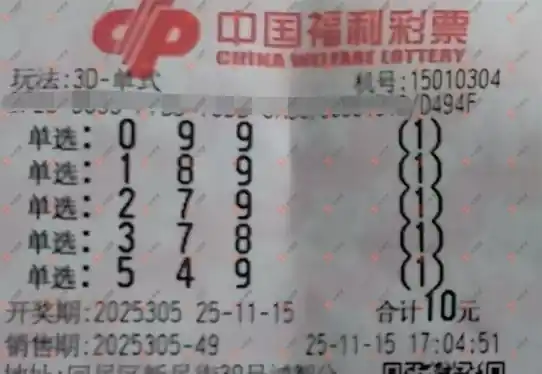 中国福利彩票
CHINA WELFARE LOTTERY
玩法:3D-单式 机号:15010304
/D494F
单选: 0 9 9 (1)
单选: 1 8 9 (1)
单选: 2 7 9 (1)
单选: 3 7 8 (1)
单选: 5 4 9 (1)
开奖期:2025305 25-11-15 合计10元
销售期:2025305-49 25-11-15 17:04:51
地址: